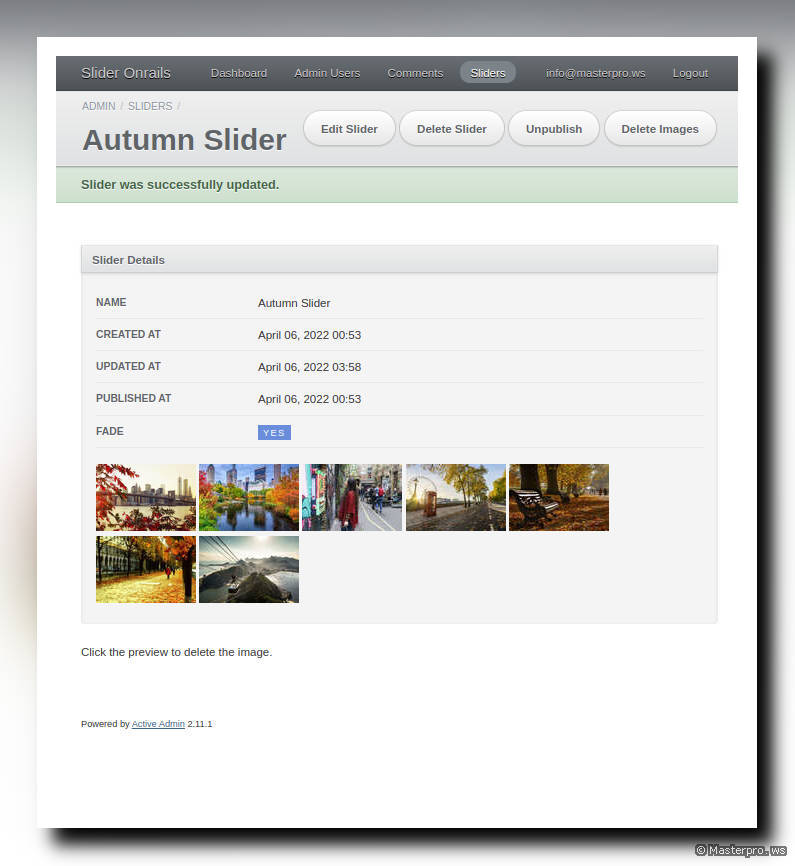 Slider Onrails Dashboard Admin Users Comments Sliders info@masterpro.ws Logout
ADMIN / SLIDERS /
Autumn Slider Edit Slider Delete Slider Unpublish Delete Images
Slider was successfully updated.
Slider Details
NAME Autumn Slider
CREATED AT April 06, 2022 00:53
UPDATED AT April 06, 2022 03:58
PUBLISHED AT April 06, 2022 00:53
FADE YES
Click the preview to delete the image.
Powered by Active Admin 2.11.1
© Masterpro.ws